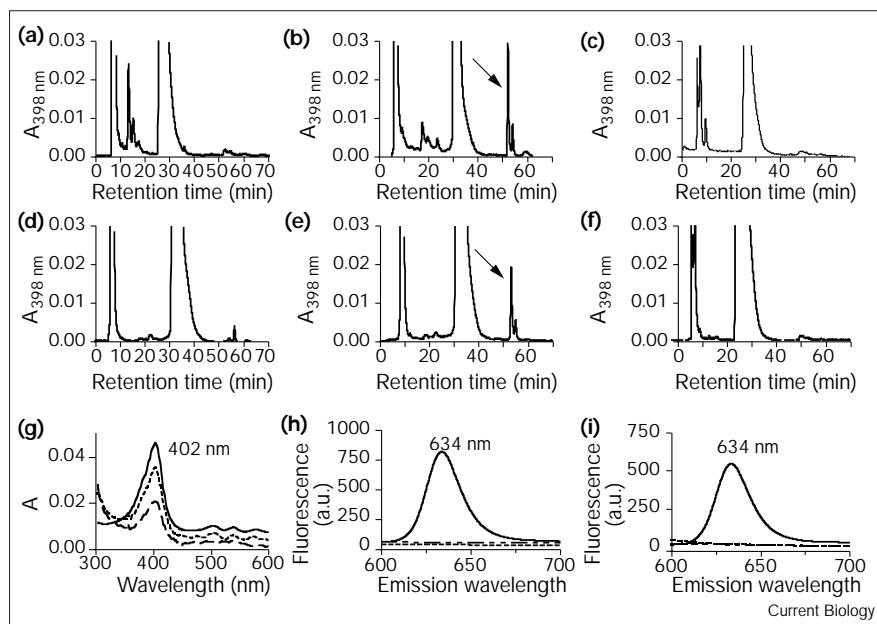 (a)
0.03
0.02
0.01
0.00
A398 nm
0 10 20 30 40 50 60 70
Retention time (min)
(b)
0.03
0.02
0.01
0.00
A398 nm
0 20 40 60
Retention time (min)
(c)
0.03
0.02
0.01
0.00
A398 nm
0 20 40 60
Retention time (min)
(d)
0.03
0.02
0.01
0.00
A398 nm
0 10 20 30 40 50 60 70
Retention time (min)
(e)
0.03
0.02
0.01
0.00
A398 nm
0 20 40 60
Retention time (min)
(f)
0.03
0.02
0.01
0.00
A398 nm
0 20 40 60
Retention time (min)
(g)
402 nm
0.04
0.02
0.00
A
300 400 500 600
Wavelength (nm)
(h)
1000
750
500
250
0
Fluorescence
(a.u.)
634 nm
600 650 700
Emission wavelength
(i)
750
500
250
0
Fluorescence
(a.u.)
634 nm
600 650 700
Emission wavelength
Current Biology